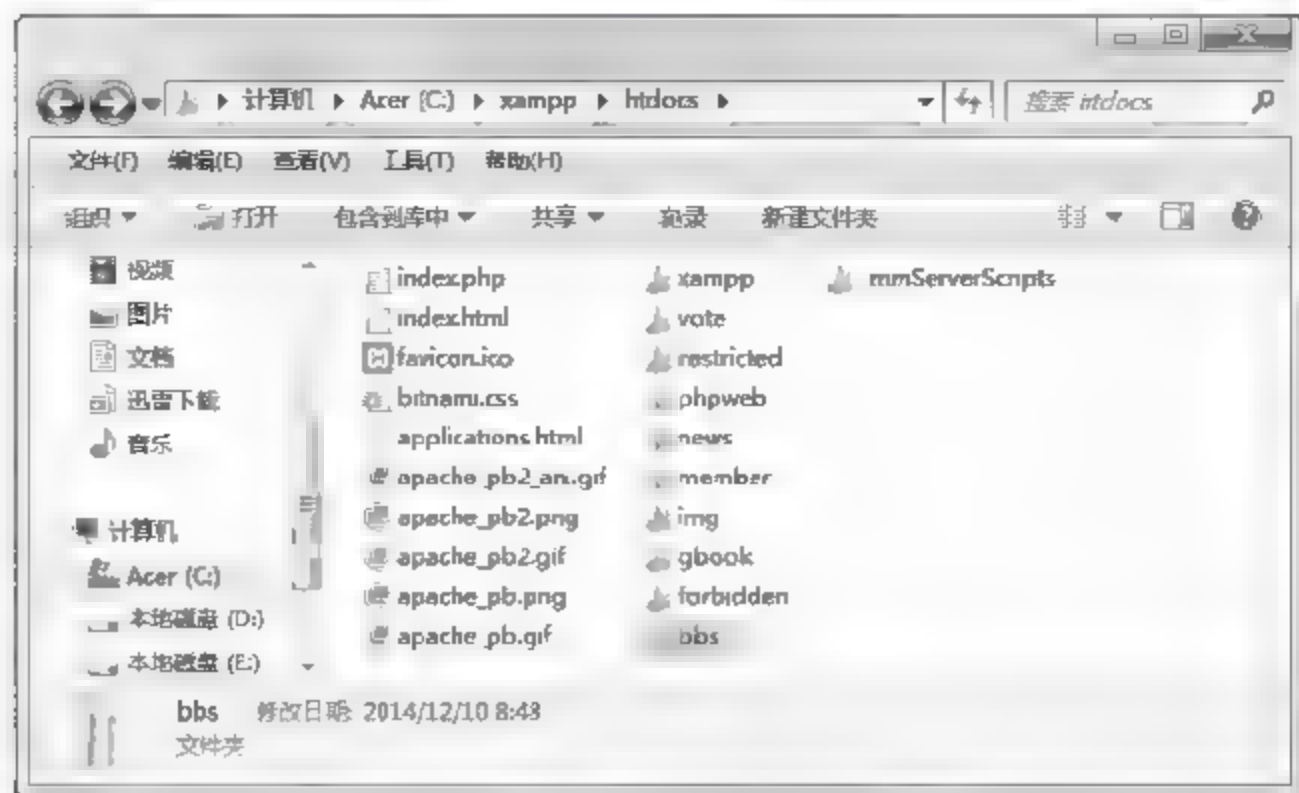 计算机 ▸ Acer (C:) ▸ xampp ▸ htdocs ▸
搜索 htdocs
文件(F) 编辑(E) 查看(V) 工具(T) 帮助(H)
组织 打开 包含到库中 共享 刻录 新建文件夹
视频
图片
文档
迅雷下载
音乐
计算机
Acer (C:)
本地磁盘 (D:)
本地磁盘 (E:)
index.php
index.html
favicon.ico
bitnami.css
applications.html
apache_pb2_ani.gif
apache_pb2.png
apache_pb2.gif
apache_pb.png
apache_pb.gif
xampp
vote
restricted
phpweb
news
member
img
gbook
forbidden
bbs
mmServerScripts
bbs 修改日期: 2014/12/10 8:48
文件夹